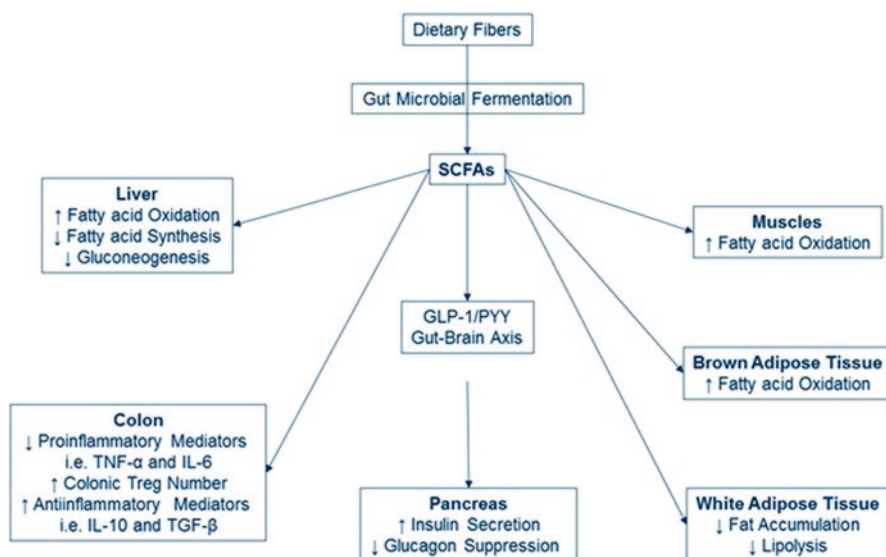 Dietary Fibers
Gut Microbial Fermentation
SCFAs
Liver
↑ Fatty acid Oxidation
↓ Fatty acid Synthesis
↓ Gluconeogenesis
Muscles
↑ Fatty acid Oxidation
GLP-1/PYY
Gut-Brain Axis
Brown Adipose Tissue
↑ Fatty acid Oxidation
Colon
↓ Proinflammatory Mediators
i.e. TNF-α and IL-6
↑ Colonic Treg Number
↑ Antiinflammatory Mediators
i.e. IL-10 and TGF-β
Pancreas
↑ Insulin Secretion
↓ Glucagon Suppression
White Adipose Tissue
↓ Fat Accumulation
↓ Lipolysis